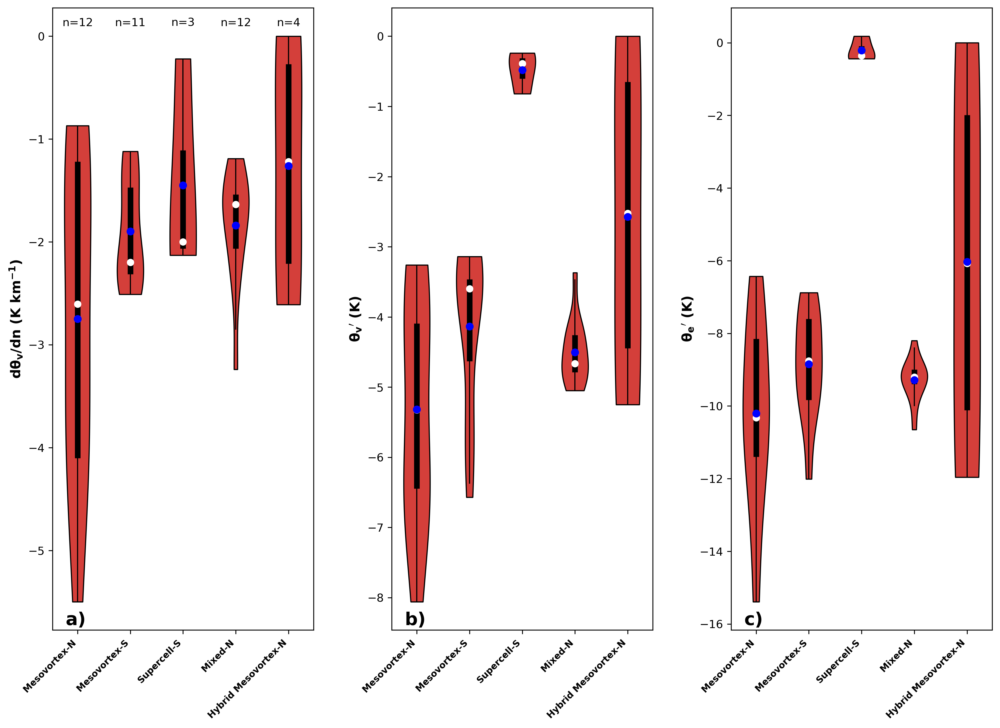 n=12 n=11 n=3 n=12 n=4
dθv/dn (K km⁻¹)
0
−1
−2
−3
−4
−5
a)
Mesovortex-N
Mesovortex-S
Supercell-S
Mixed-N
Hybrid Mesovortex-N
θv′ (K)
0
−1
−2
−3
−4
−5
−6
−7
−8
b)
Mesovortex-N
Mesovortex-S
Supercell-S
Mixed-N
Hybrid Mesovortex-N
θe′ (K)
0
−2
−4
−6
−8
−10
−12
−14
−16
c)
Mesovortex-N
Mesovortex-S
Supercell-S
Mixed-N
Hybrid Mesovortex-N